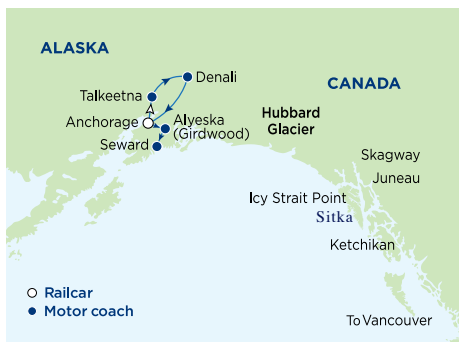 ALASKA
Denali
CANADA
Talkeetna
Anchorage
Alyeska
(Girdwood)
Hubbard
Glacier
Seward
Skagway
Juneau
Icy Strait Point
Sitka
Ketchikan
Railcar
Motor coach
To Vancouver